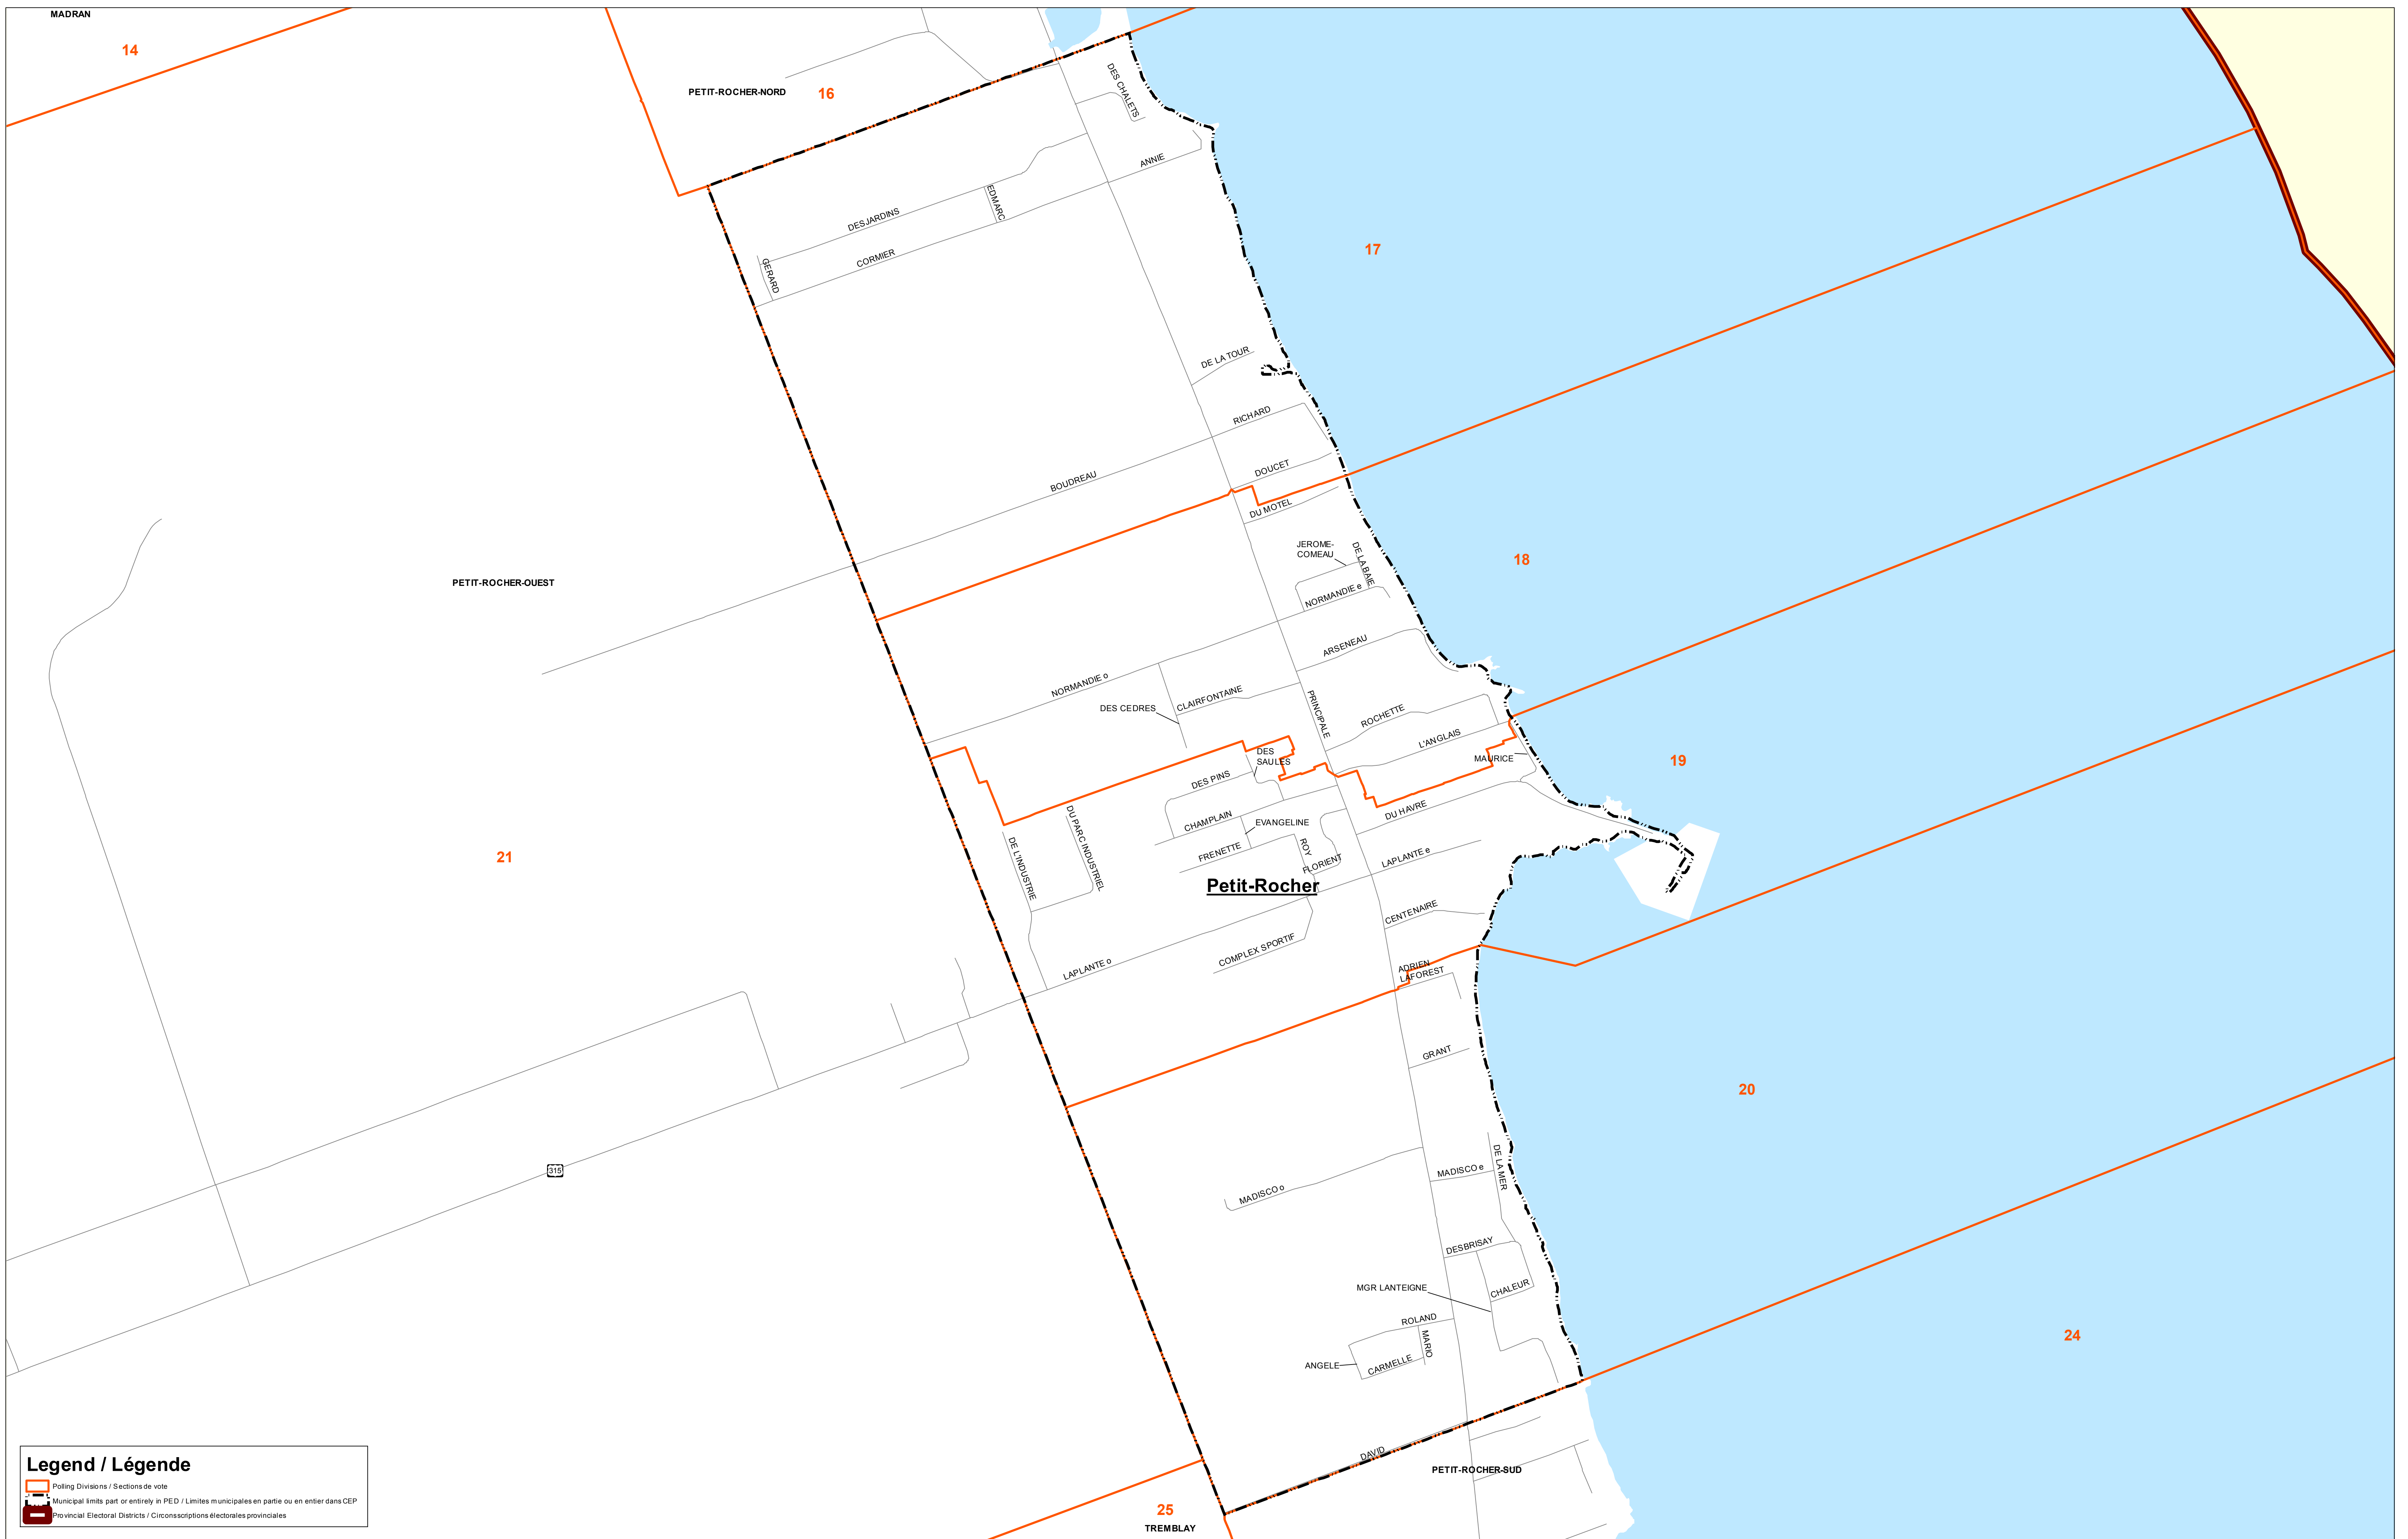 MADRAN
14
PETIT-ROCHER-NORD
16
DES CHALETS
ANNIE
EDMARC
DESJARDINS
CORMIER
GERARD
17
DE LA TOUR
RICHARD
DOUCET
BOUDREAU
DU MOTEL
JEROME-
COMEAU
DE LA BAIE
18
PETIT-ROCHER-OUEST
NORMANDIE e
ARSENEAU
NORMANDIE o
CLAIRFONTAINE
DES CEDRES
PRINCIPALE
ROCHETTE
L'ANGLAIS
DES
SAULES
MAURICE
19
DES PINS
DU HAVRE
DU PARC INDUSTRIEL
CHAMPLAIN
EVANGELINE
21
DE L'INDUSTRIE
FRENETTE
ROY
FLORIENT
LAPLANTE e
Petit-Rocher
CENTENAIRE
COMPLEX SPORTIF
LAPLANTE o
ADRIEN
LAFOREST
GRANT
20
315
MADISCO e
DE LA MER
MADISCO o
DESBRISAY
MGR LANTEIGNE
CHALEUR
ROLAND
MARIO
24
ANGELE
CARMELLE
DAVID
PETIT-ROCHER-SUD
25
TREMBLAY
Legend / Légende
Polling Divisions / Sections de vote
Municipal limits part or entirely in PED / Limites municipales en partie ou en entier dans CEP
Provincial Electoral Districts / Circonsscriptions électorales provinciales